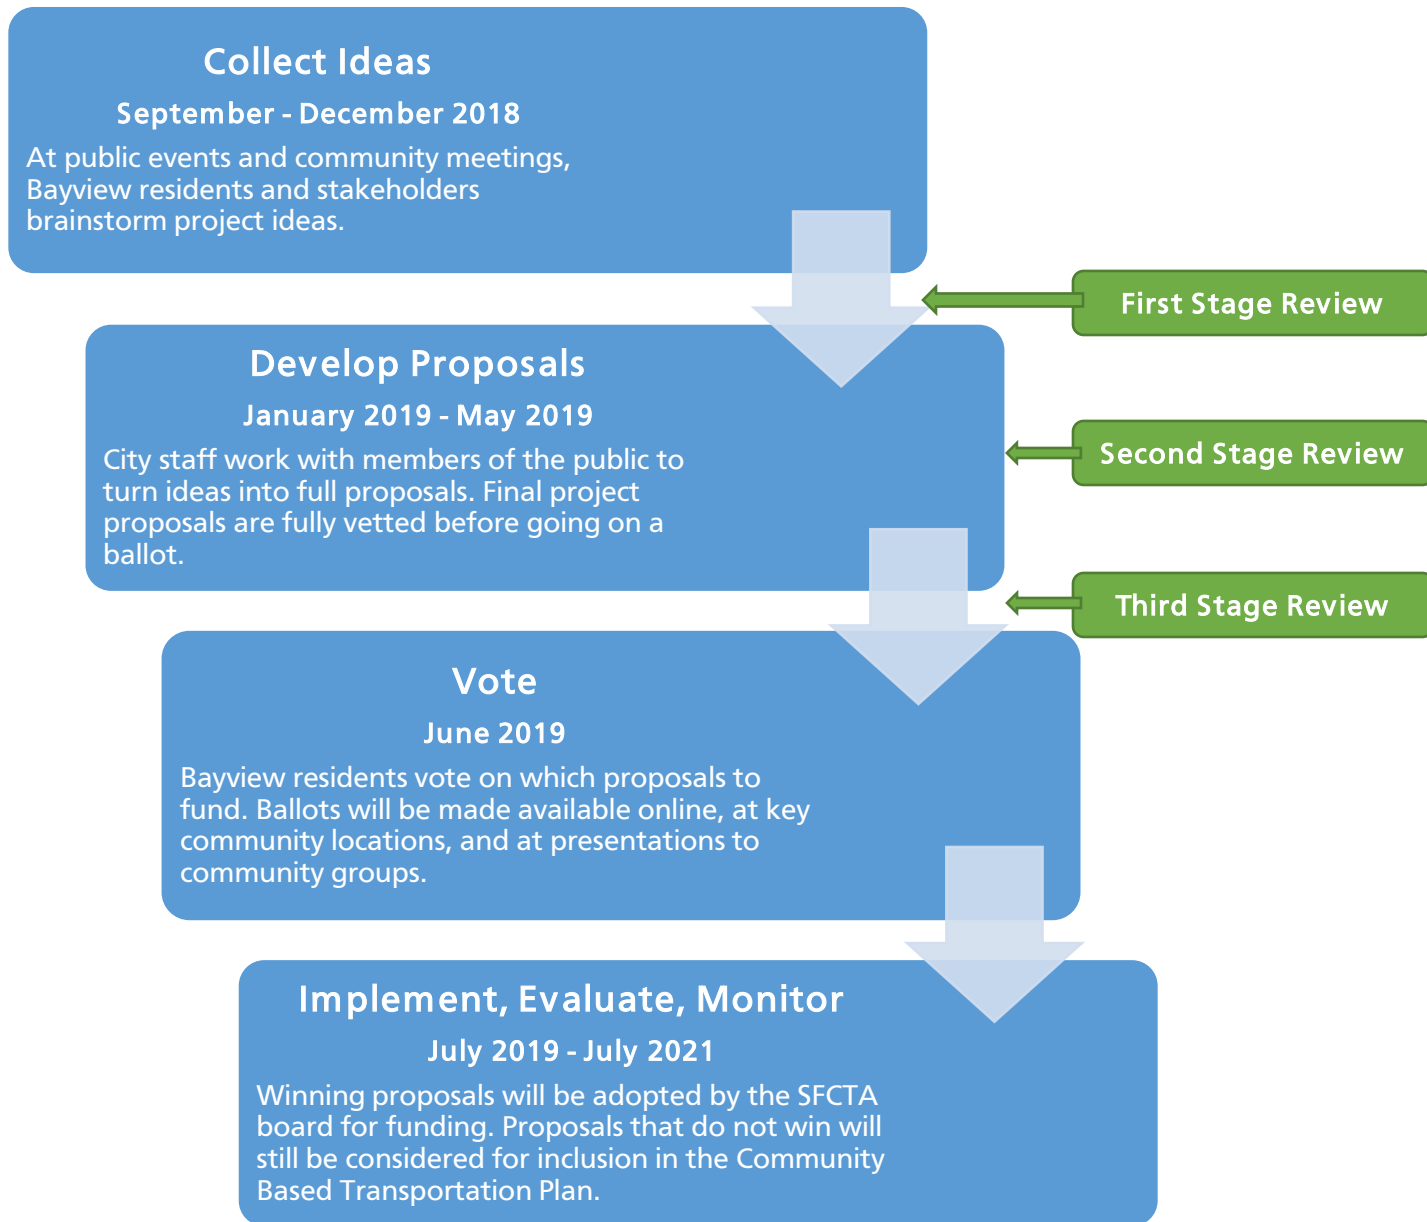 Collect Ideas
September - December 2018
At public events and community meetings,
Bayview residents and stakeholders
brainstorm project ideas.
First Stage Review
Develop Proposals
January 2019 - May 2019
City staff work with members of the public to
turn ideas into full proposals. Final project
proposals are fully vetted before going on a
ballot.
Second Stage Review
Third Stage Review
Vote
June 2019
Bayview residents vote on which proposals to
fund. Ballots will be made available online, at key
community locations, and at presentations to
community groups.
Implement, Evaluate, Monitor
July 2019 - July 2021
Winning proposals will be adopted by the SFCTA
board for funding. Proposals that do not win will
still be considered for inclusion in the Community
Based Transportation Plan.